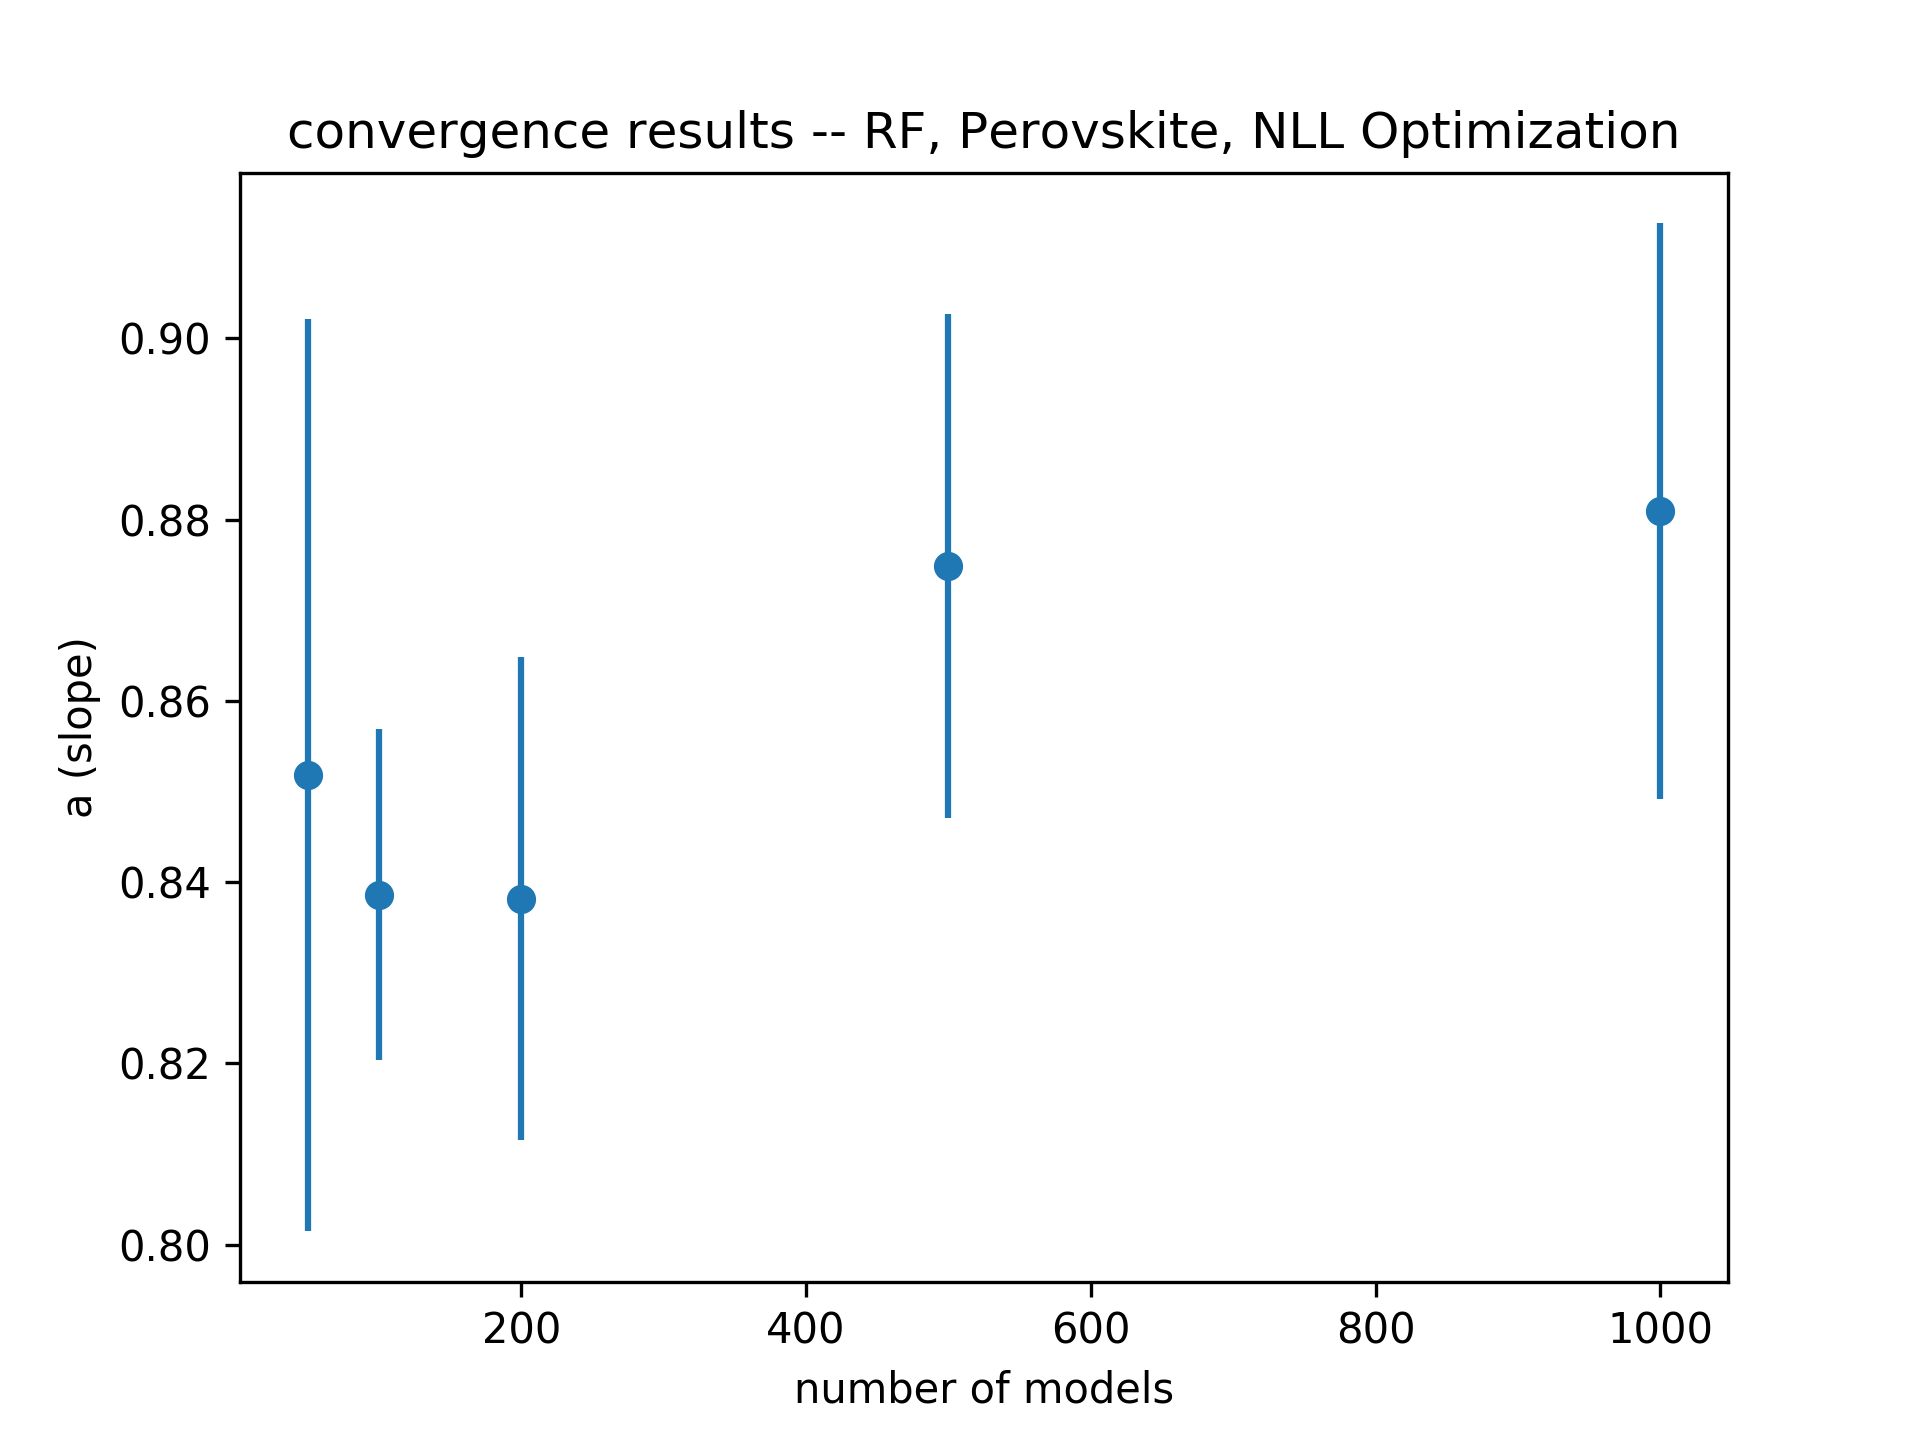 convergence results -- RF, Perovskite, NLL Optimization
a (slope)
0.90
0.88
0.86
0.84
0.82
0.80
200 400 600 800 1000
number of models